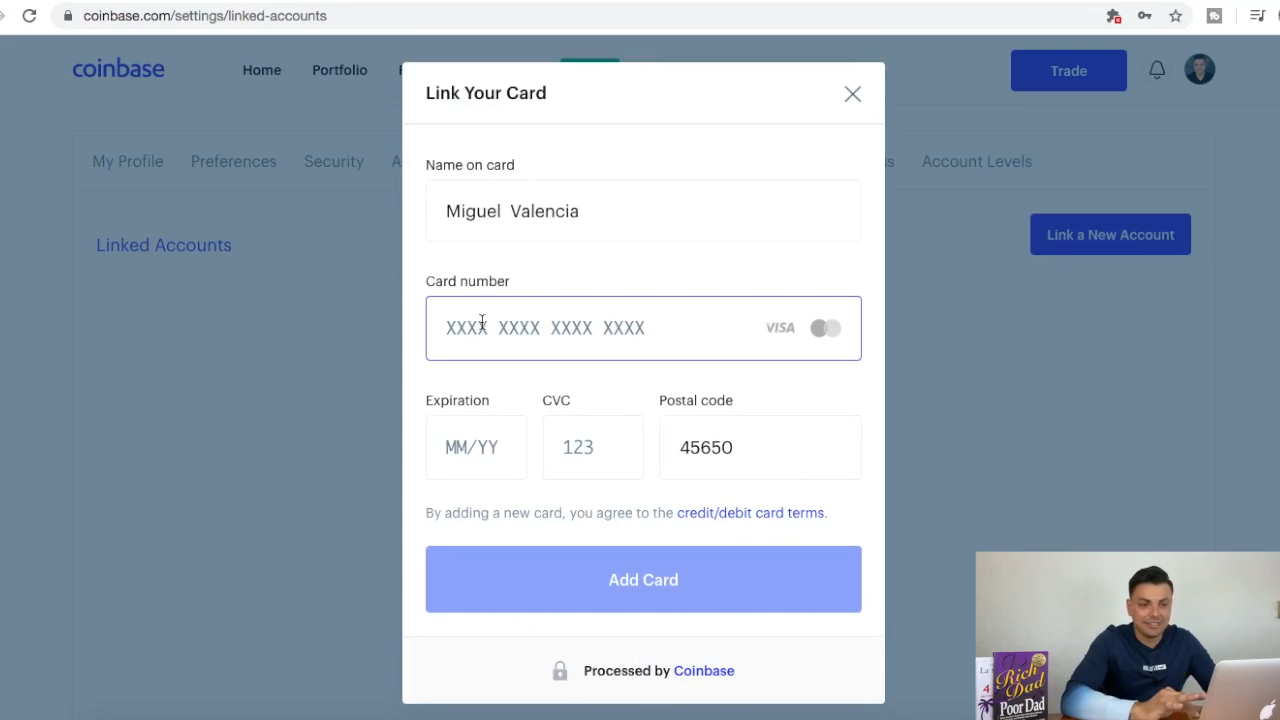 coinbase.com/settings/linked-accounts
coinbase
Home
Portfolio
Trade
Link Your Card
My Profile
Preferences
Security
Account Levels
Name on card
Miguel Valencia
Linked Accounts
Link a New Account
Card number
XXXX XXXX XXXX XXXX
VISA
Expiration
CVC
Postal code
MM/YY
123
45650
By adding a new card, you agree to the credit/debit card terms.
Add Card
Processed by Coinbase
Rich
Dad
Poor Dad